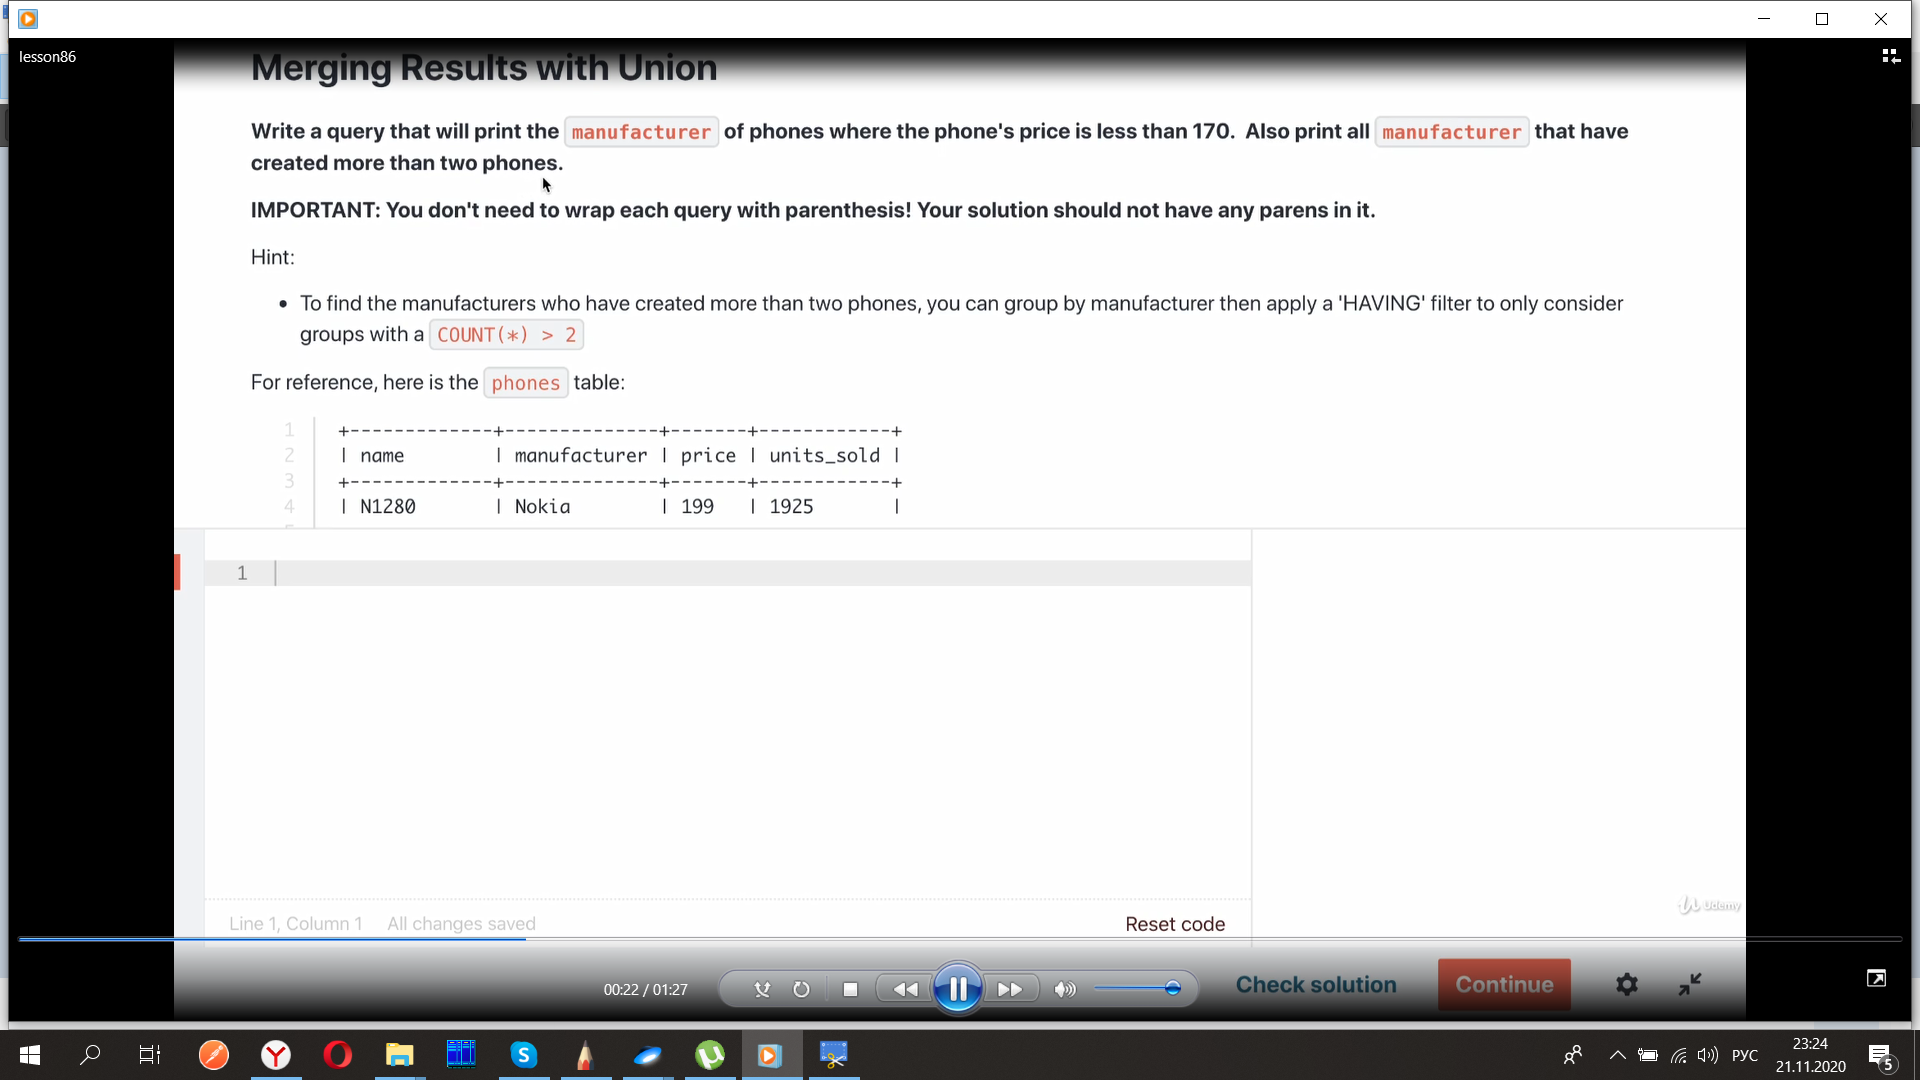 lesson86
Merging Results with Union
Write a query that will print the manufacturer of phones where the phone's price is less than 170. Also print all manufacturer that have
created more than two phones.
IMPORTANT: You don't need to wrap each query with parenthesis! Your solution should not have any parens in it.
Hint:
• To find the manufacturers who have created more than two phones, you can group by manufacturer then apply a 'HAVING' filter to only consider
groups with a COUNT(*) > 2
For reference, here is the phones table:
1 +-------------+--------------+-------+------------+
2 | name | manufacturer | price | units_sold |
3 +-------------+--------------+-------+------------+
4 | N1280 | Nokia | 199 | 1925 |
1
Udemy
Line 1, Column 1 All changes saved Reset code
00:22 / 01:27 Check solution Continue
РУС 23:24
21.11.2020 5